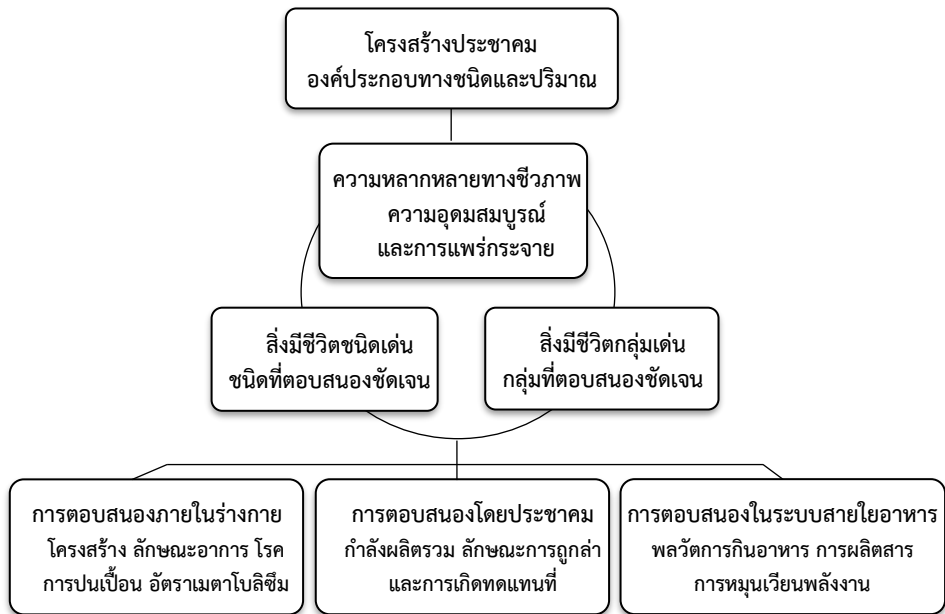 โครงสร้างประชาคม
องค์ประกอบทางชนิดและปริมาณ
ความหลากหลายทางชีวภาพ
ความอุดมสมบูรณ์
และการแพร่กระจาย
สิ่งมีชีวิตชนิดเด่น
ชนิดที่ตอบสนองชัดเจน
สิ่งมีชีวิตกลุ่มเด่น
กลุ่มที่ตอบสนองชัดเจน
การตอบสนองภายในร่างกาย
โครงสร้าง ลักษณะอาการ โรค
การปนเปื้อน อัตราเมตาโบลิซึม
การตอบสนองโดยประชาคม
กำลังผลิตรวม ลักษณะการถูกล่า
และการเกิดทดแทนที่
การตอบสนองในระบบสายใยอาหาร
พลวัตการกินอาหาร การผลิตสาร
การหมุนเวียนพลังงาน